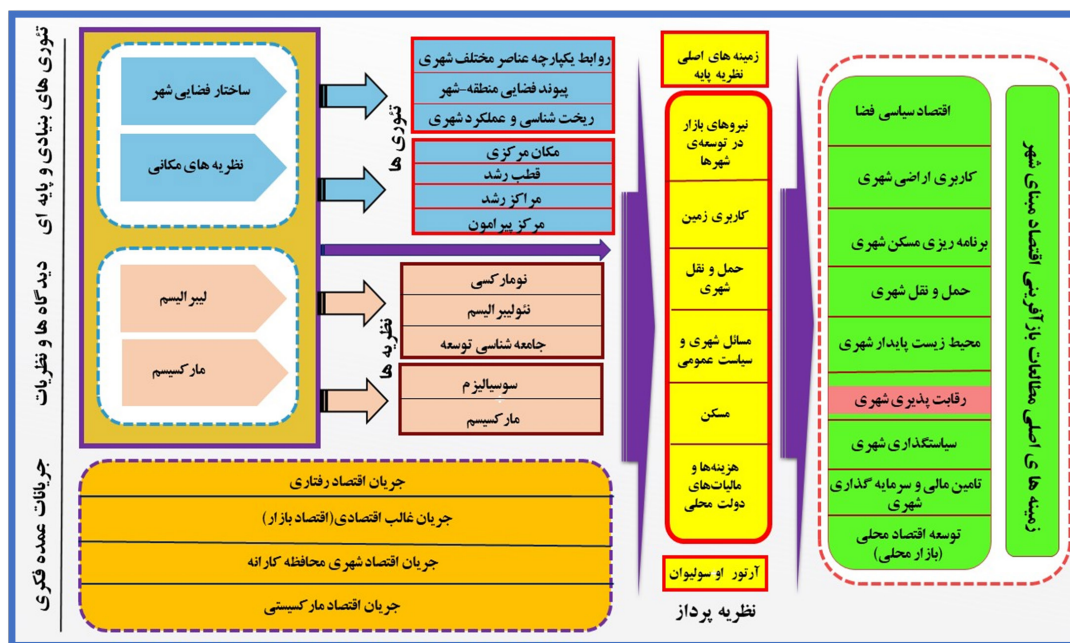 تئوری های بنیادی و پایه ای
دیدگاه ها و نظریات
جریانات عمده فکری
ساختار فضایی شهر
نظریه های مکانی
لیبرالیسم
مارکسیسم
تئوری ها
روابط یکپارچه عناصر مختلف شهری
پیوند فضایی منطقه-شهر
ریخت شناسی و عملکرد شهری
مکان مرکزی
قطب رشد
مراکز رشد
مرکز پیرامون
نظریه ها
نومارکسی
نئولیبرالیسم
جامعه شناسی توسعه
سوسیالیزم
مارکسیسم
جریان اقتصاد رفتاری
جریان غالب اقتصادی(اقتصاد بازار)
جریان اقتصاد شهری محافظه کارانه
جریان اقتصاد مارکسیستی
زمینه های اصلی
نظریه پایه
نیروهای بازار
در توسعه‌ی
شهرها
کاربری زمین
حمل و نقل
شهری
مسائل شهری و
سیاست عمومی
مسکن
هزینه‌ها و
مالیات‌های
دولت محلی
آرتور او سولیوان
نظریه پرداز
اقتصاد سیاسی فضا
کاربری اراضی شهری
برنامه ریزی مسکن شهری
حمل و نقل شهری
محیط زیست پایدار شهری
رقابت پذیری شهری
سیاستگذاری شهری
تامین مالی و سرمایه گذاری
شهری
توسعه اقتصاد محلی
(بازار محلی)
زمینه های اصلی مطالعات بازآفرینی اقتصاد مبنای شهر